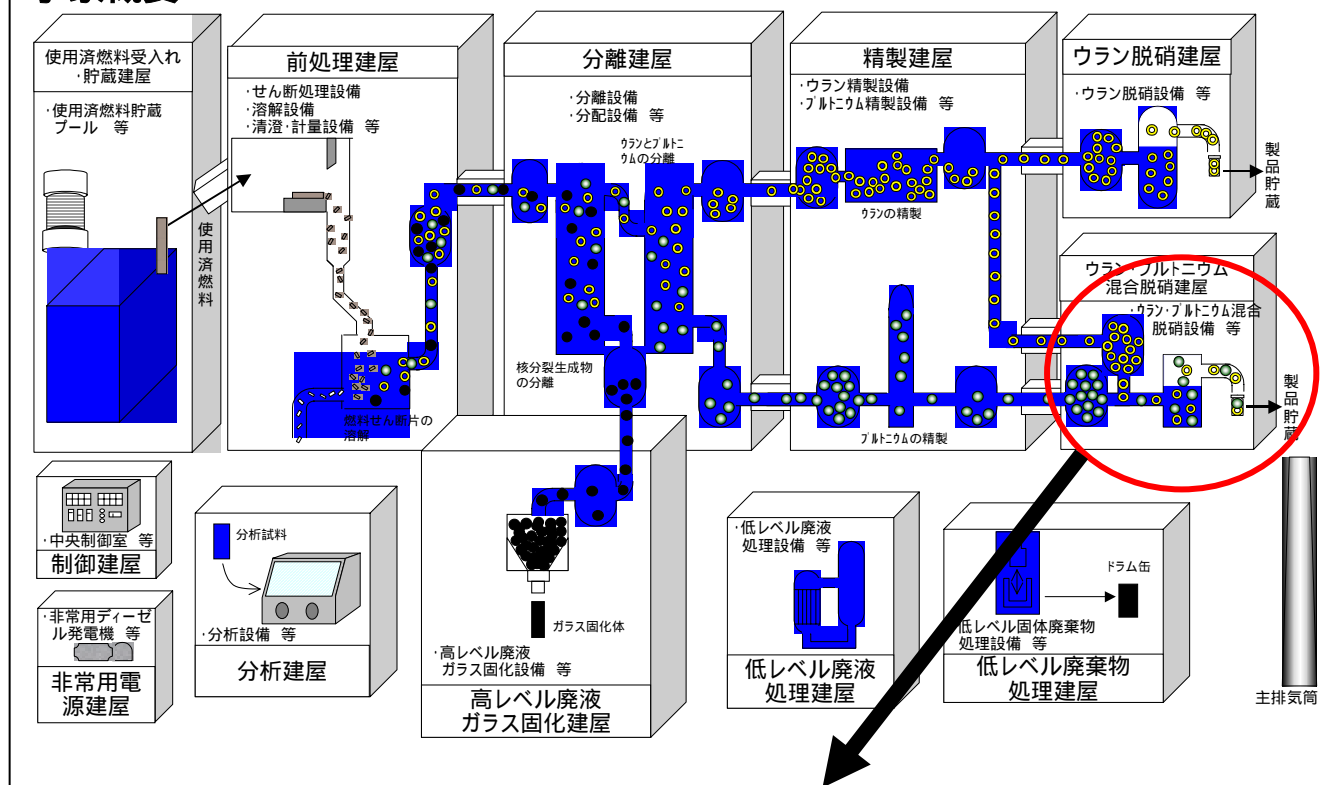 使用済燃料受入れ
・貯蔵建屋
・使用済燃料貯蔵
プール 等
使用済燃料
前処理建屋
・せん断処理設備
・溶解設備
・清澄・計量設備 等
燃料せん断片の
溶解
分離建屋
・分離設備
・分配設備 等
ウランとプルトニ
ウムの分離
核分裂生成物
の分離
精製建屋
・ウラン精製設備
・プルトニウム精製設備 等
ウランの精製
プルトニウムの精製
ウラン脱硝建屋
・ウラン脱硝設備 等
製品貯蔵
ウラン・プルトニウム
混合脱硝建屋
・ウラン・プルトニウム混合
脱硝設備 等
製品貯蔵
・中央制御室 等
制御建屋
・非常用ディーゼ
ル発電機 等
非常用電
源建屋
分析試料
・分析設備 等
分析建屋
ガラス固化体
・高レベル廃液
ガラス固化設備 等
高レベル廃液
ガラス固化建屋
・低レベル廃液
処理設備 等
低レベル廃液
処理建屋
ドラム缶
低レベル固体廃棄物
処理設備 等
低レベル廃棄物
処理建屋
主排気筒